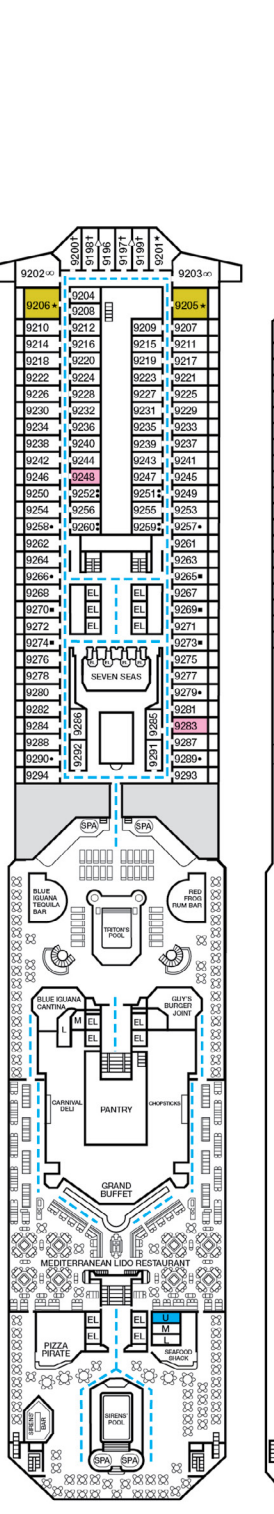 9200† 9198† 9196 9197† 9199† 9201★
9202∞ 9203∞
9204
9206★ 9205★
9208
9210 9212 9209 9207
9214 9216 9215 9211
9218 9220 9219 9217
9222 9224 9223 9221
9226 9228 9227 9225
9230 9232 9231 9229
9234 9236 9235 9233
9238 9240 9239 9237
9242 9244 9243 9241
9246 9248 9247 9245
9250 9252 9251 9249
9254 9256 9255 9253
9258• 9260 9259 9257•
9262 9261
9264 9263
9266• 9265■
9268 EL EL 9267
9270■ EL EL 9269■
9272 EL EL 9271
9274■ 9273■
9276 EL EL EL EL 9275
9278 SEVEN SEAS 9277
9280 9279•
9282 9281
9284 9286 9285 9283
9288 9287
9290• 9292 9291 9289•
9294 9293
SPA SPA
BLUE IGUANA TEQUILA BAR
RED FROG RUM BAR
TRITON'S POOL
BLUE IGUANA CANTINA
GUY'S BURGER JOINT
L M EL EL
EL EL
CARNIVAL DELI
PANTRY
CHOPSTICKS
GRAND BUFFET
MEDITERRANEAN LIDO RESTAURANT
EL EL U
EL EL M
L
PIZZA PIRATE
SEAFOOD SHACK
SIRENS' BAR
SIRENS' POOL
SPA SPA